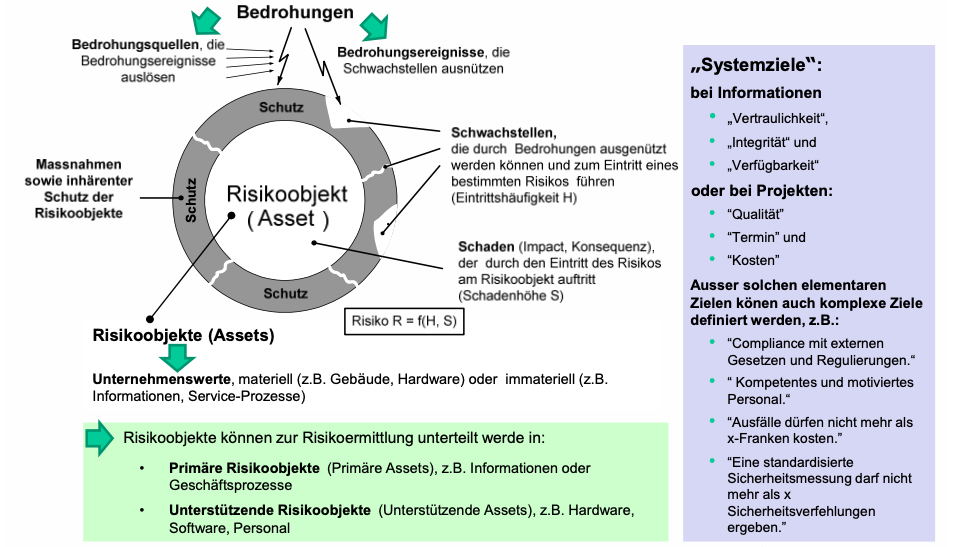 Bedrohungen
Bedrohungsquellen, die
Bedrohungsereignisse
auslösen
Bedrohungsereignisse, die
Schwachstellen ausnützen
Schutz
Schwachstellen,
die durch Bedrohungen ausgenützt
werden können und zum Eintritt eines
bestimmten Risikos führen
(Eintrittshäufigkeit H)
Massnahmen
sowie inhärenter
Schutz der
Risikoobjekte
Schutz
Risikoobjekt
(Asset )
Schaden (Impact, Konsequenz),
der durch den Eintritt des Risikos
am Risikoobjekt auftritt
(Schadenhöhe S)
Schutz
Risiko R = f(H, S)
Risikoobjekte (Assets)
Unternehmenswerte, materiell (z.B. Gebäude, Hardware) oder immateriell (z.B.
Informationen, Service-Prozesse)
Risikoobjekte können zur Risikoermittlung unterteilt werde in:
• Primäre Risikoobjekte (Primäre Assets), z.B. Informationen oder
Geschäftsprozesse
• Unterstützende Risikoobjekte (Unterstützende Assets), z.B. Hardware,
Software, Personal
„Systemziele“:
bei Informationen
• „Vertraulichkeit“,
• „Integrität“ und
• „Verfügbarkeit“
oder bei Projekten:
• “Qualität”
• “Termin” und
• “Kosten”
Ausser solchen elementaren
Zielen könen auch komplexe Ziele
definiert werden, z.B.:
• “Compliance mit externen
Gesetzen und Regulierungen.“
• “ Kompetentes und motiviertes
Personal.“
• “Ausfälle dürfen nicht mehr als
x-Franken kosten.”
• “Eine standardisierte
Sicherheitsmessung darf nicht
mehr als x
Sicherheitsverfehlungen
ergeben.”